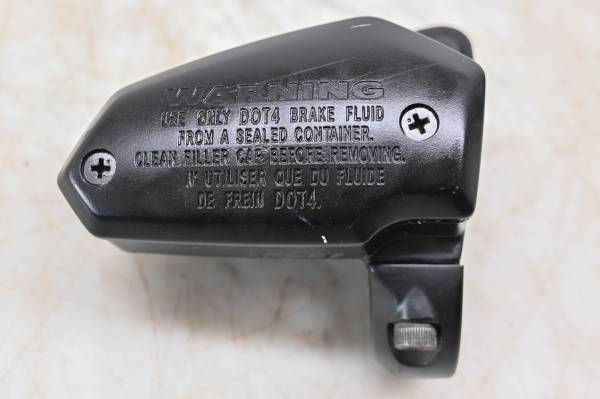 WARNING
USE ONLY DOT4 BRAKE FLUID
FROM A SEALED CONTAINER.
CLEAN FILLER CAP BEFORE REMOVING.
N' UTILISER QUE DU FLUIDE
DE FREIN DOT4.